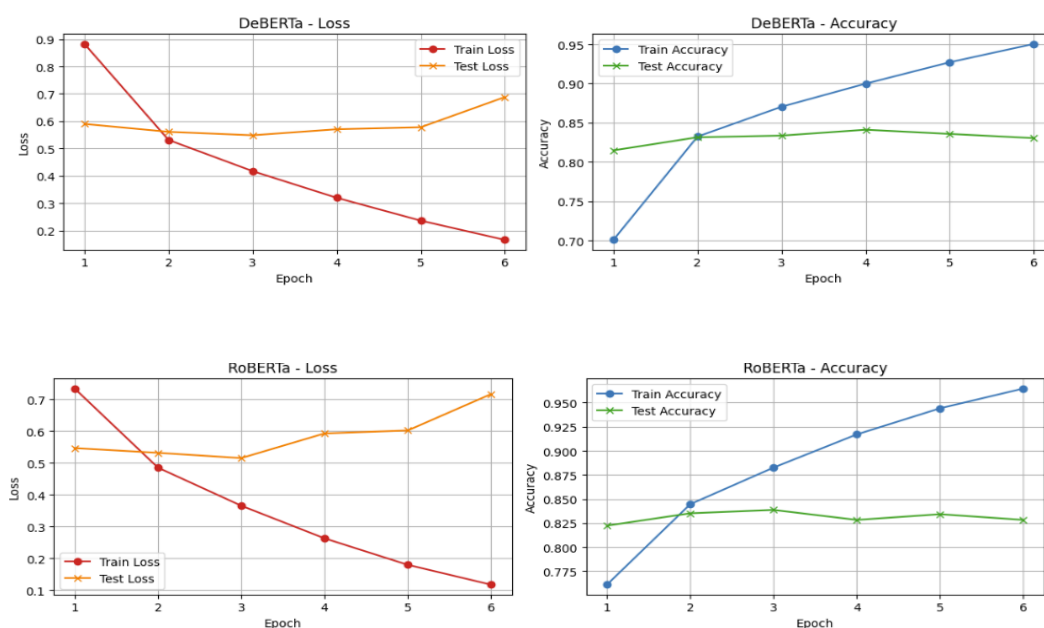 DeBERTa - Loss
0.9
0.8
0.7
0.6
0.5
0.4
0.3
0.2
Loss
Train Loss
Test Loss
1 2 3 4 5 6
Epoch
DeBERTa - Accuracy
0.95
0.90
0.85
0.80
0.75
0.70
Accuracy
Train Accuracy
Test Accuracy
1 2 3 4 5 6
Epoch
RoBERTa - Loss
0.7
0.6
0.5
0.4
0.3
0.2
0.1
Loss
Train Loss
Test Loss
1 2 3 4 5 6
Epoch
RoBERTa - Accuracy
0.950
0.925
0.900
0.875
0.850
0.825
0.800
0.775
Accuracy
Train Accuracy
Test Accuracy
1 2 3 4 5 6
Epoch